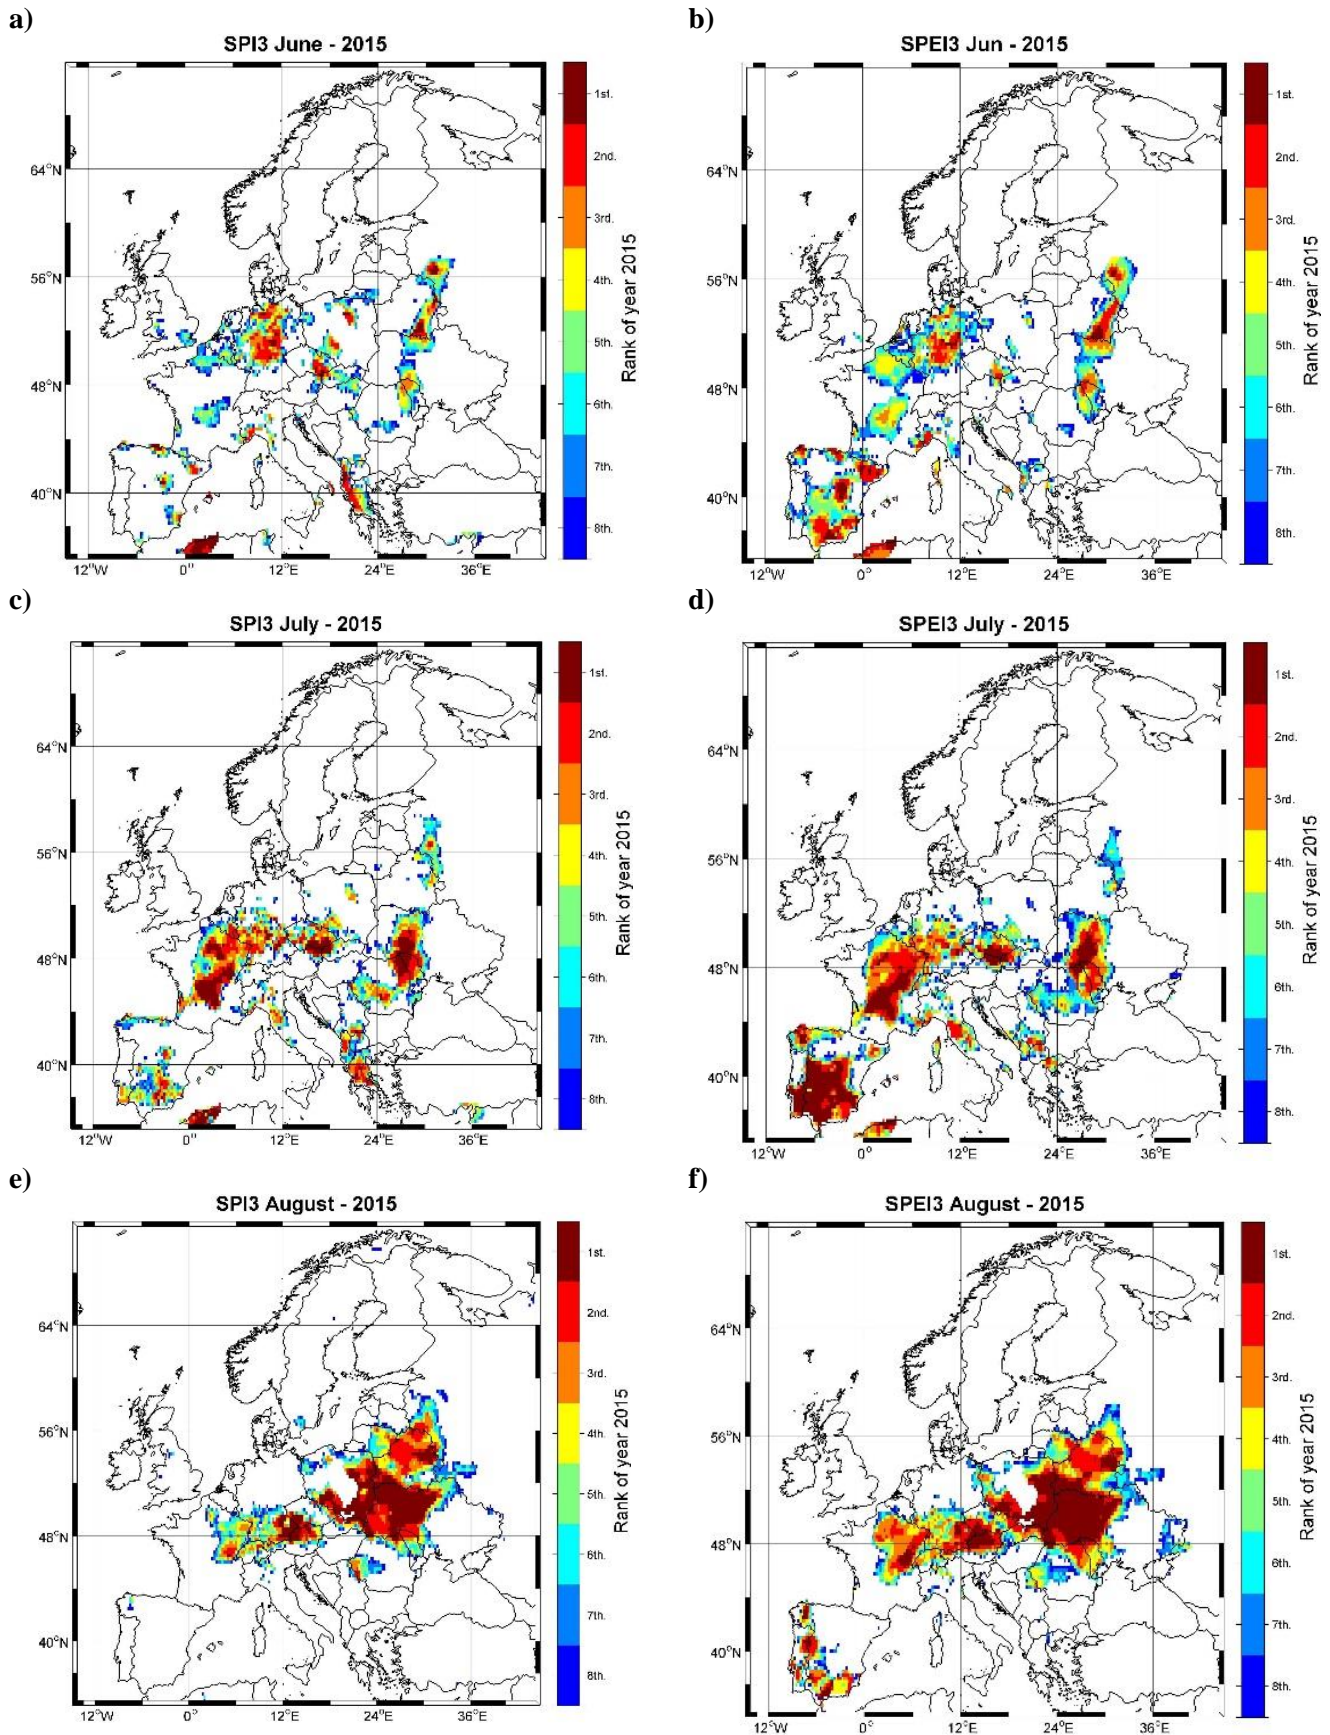 a)
SPI3 June - 2015
64°N
56°N
48°N
40°N
12°W
0°
12°E
24°E
36°E
1st.
2nd.
3rd.
4th.
5th.
6th.
7th.
8th.
Rank of year 2015
b)
SPEI3 Jun - 2015
64°N
56°N
48°N
40°N
12°W
0°
12°E
24°E
36°E
1st.
2nd.
3rd.
4th.
5th.
6th.
7th.
8th.
Rank of year 2015
c)
SPI3 July - 2015
64°N
56°N
48°N
40°N
12°W
0°
12°E
24°E
36°E
1st.
2nd.
3rd.
4th.
5th.
6th.
7th.
8th.
Rank of year 2015
d)
SPEI3 July - 2015
64°N
56°N
48°N
40°N
12°W
0°
12°E
24°E
36°E
1st.
2nd.
3rd.
4th.
5th.
6th.
7th.
8th.
Rank of year 2015
e)
SPI3 August - 2015
64°N
56°N
48°N
40°N
12°W
0°
12°E
24°E
36°E
1st.
2nd.
3rd.
4th.
5th.
6th.
7th.
8th.
Rank of year 2015
f)
SPEI3 August - 2015
64°N
56°N
48°N
40°N
12°W
0°
12°E
24°E
36°E
1st.
2nd.
3rd.
4th.
5th.
6th.
7th.
8th.
Rank of year 2015